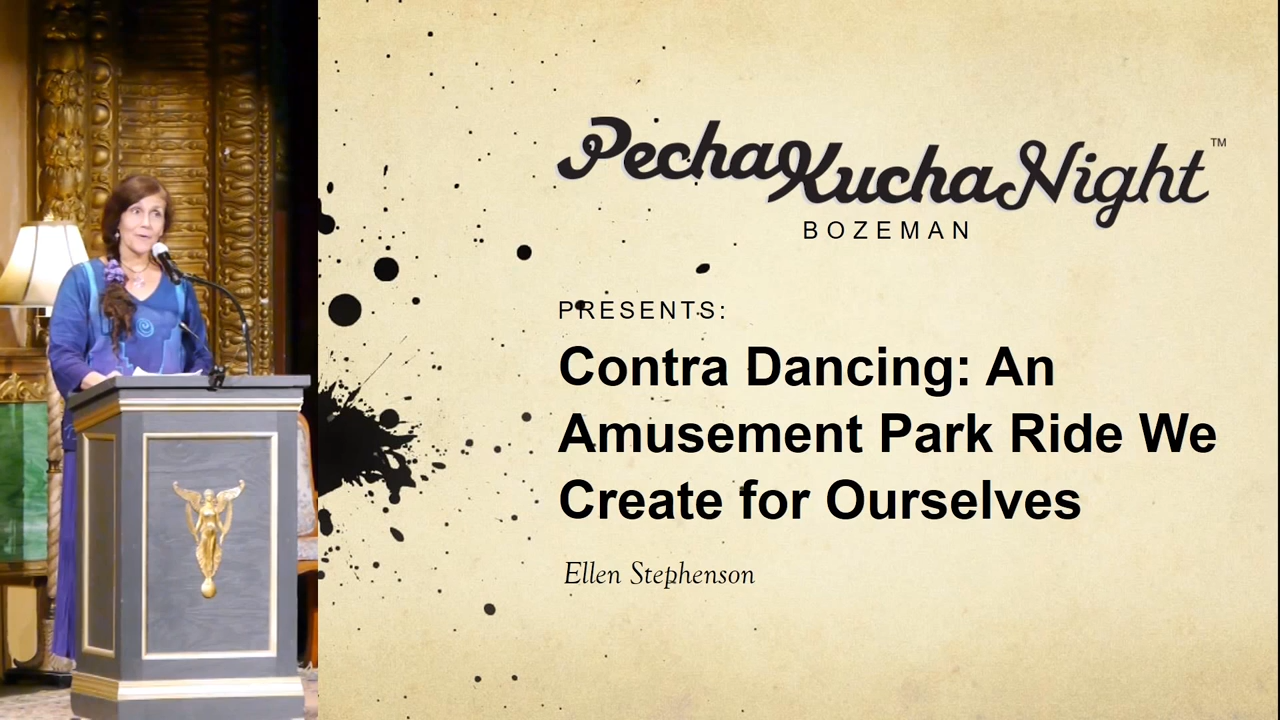 PechaKuchaNight™
BOZEMAN
PRESENTS:
Contra Dancing: An
Amusement Park Ride We
Create for Ourselves
Ellen Stephenson